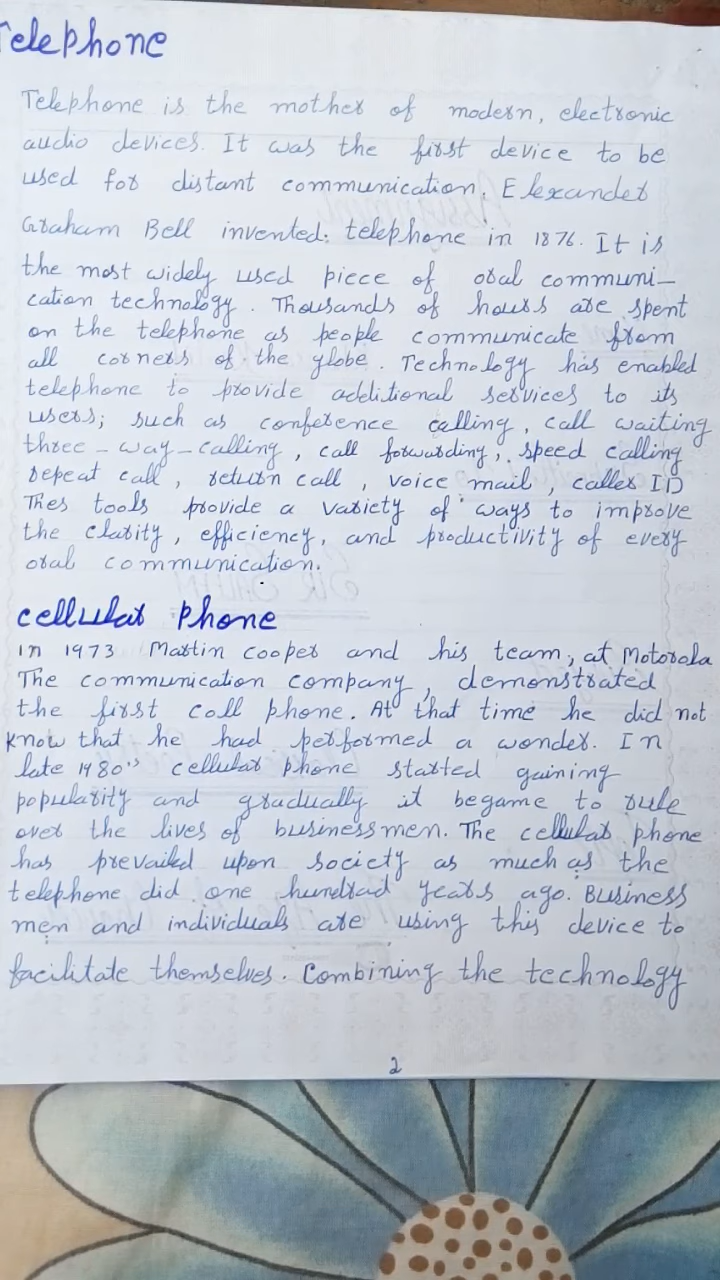 Telephone
Telephone is the mother of modern, electronic
audio devices. It was the first device to be
used for distant communication. Elexander
Graham Bell invented. telephone in 1876. It is
the most widely used piece of oral communi-
cation technology. Thousands of hours are spent
on the telephone as people communicate from
all corners of the globe. Technology has enabled
telephone to provide additional services to its
users; such as conference calling, call waiting
three-way-calling, call forwarding, speed calling
repeat call, return call, voice mail, caller ID
Thes tools provide a variety of ways to improve
the clarity, efficiency, and productivity of every
oral communication.
cellular Phone
in 1973 Martin cooper and his team, at Motorola
The communication company, demonstrated
the first coll phone. At that time he did not
know that he had performed a wonder. In
late 1980's cellular phone started gaining
popularity and gradually it begame to rule
over the lives of businessmen. The cellular phone
has prevailed upon society as much as the
telephone did one hundrad years ago. Business
men and individuals are using this device to
facilitate themselves. Combining the technology
2